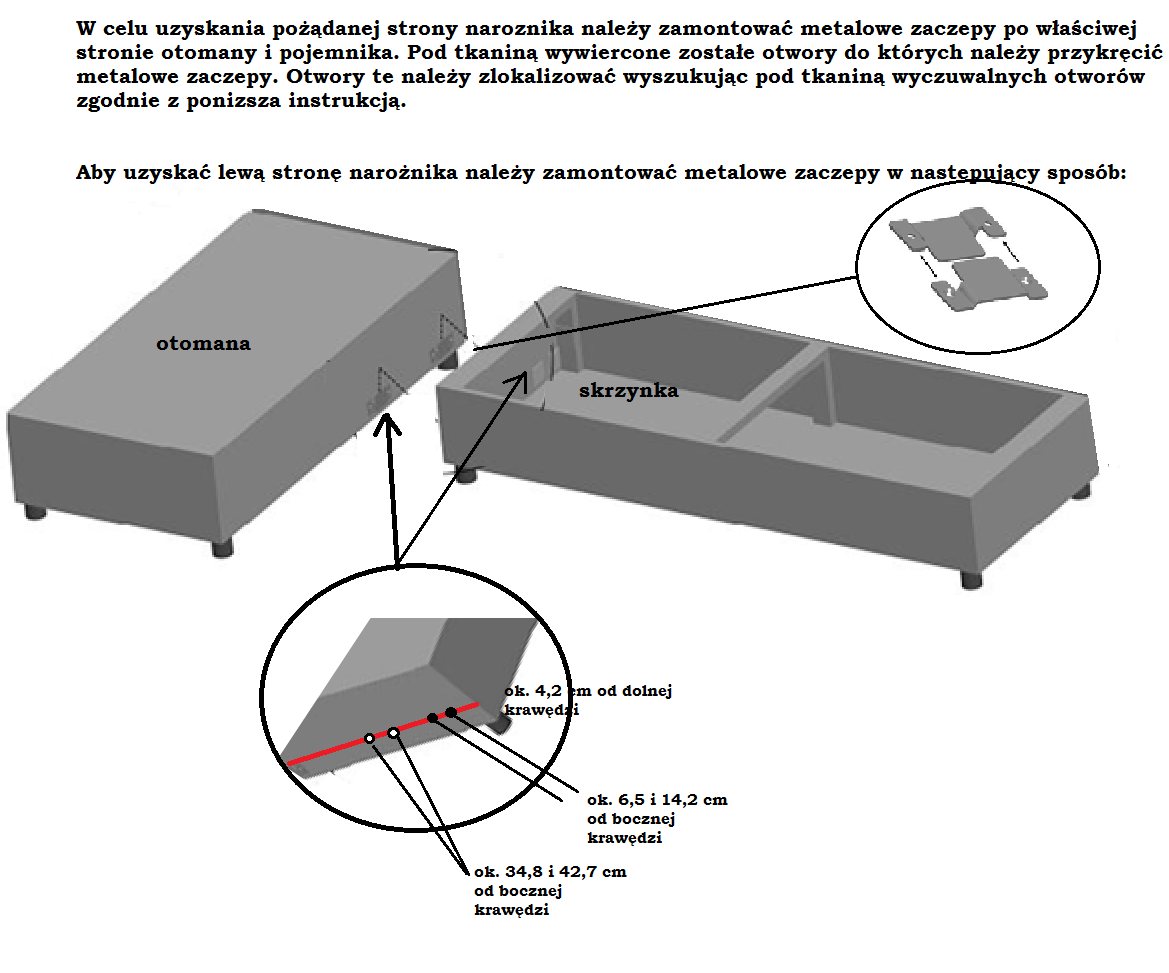 W celu uzyskania pożądanej strony naroznika należy zamontować metalowe zaczepy po właściwej
stronie otomany i pojemnika. Pod tkaniną wywiercone zostałe otwory do których należy przykręcić
metalowe zaczepy. Otwory te należy zlokalizować wyszukując pod tkaniną wyczuwalnych otworów
zgodnie z ponizsza instrukcją.
Aby uzyskać lewą stronę narożnika należy zamontować metalowe zaczepy w następujący sposób:
otomana
skrzynka
ok. 4,2 cm od dolnej
krawędzi
ok. 6,5 i 14,2 cm
od bocznej
krawędzi
ok. 34,8 i 42,7 cm
od bocznej
krawędzi